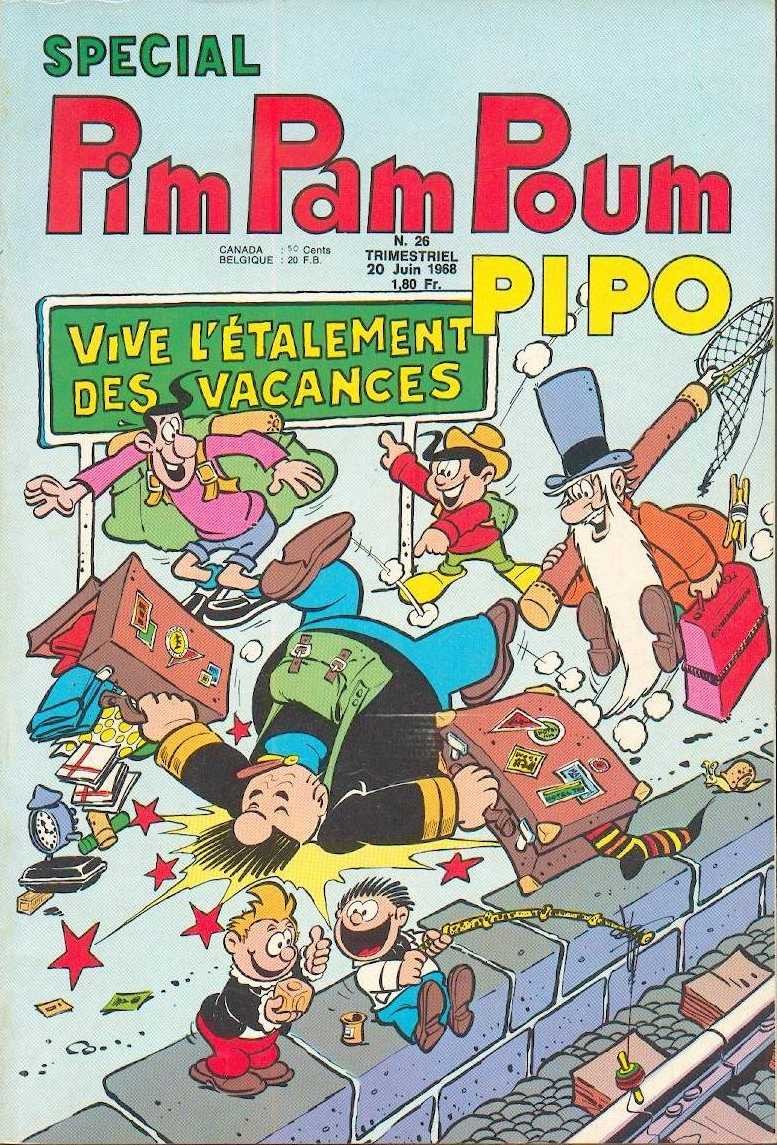 SPECIAL
Pim Pam Poum
PIPO
N. 26
TRIMESTRIEL
20 Juin 1968
1,80 Fr.
CANADA : 50 Cents
BELGIQUE : 20 F.B.
VIVE L'ÉTALEMENT
DES VACANCES